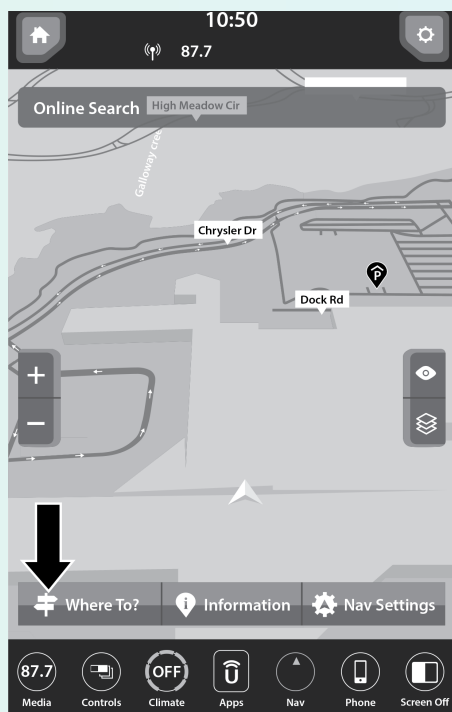 10:50
87.7
Online Search
High Meadow Cir
Galloway cree
Chrysler Dr
P
Dock Rd
+
−
Where To?
i
Information
Nav Settings
87.7
OFF
Media
Controls
Climate
Apps
Nav
Phone
Screen Off